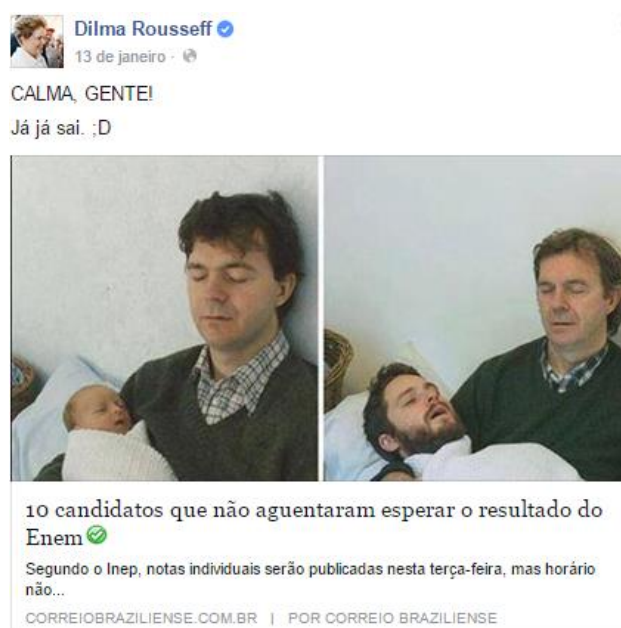 Dilma Rousseff
13 de janeiro ·
CALMA, GENTE!
Já já sai. ;D
10 candidatos que não aguentaram esperar o resultado do
Enem
Segundo o Inep, notas individuais serão publicadas nesta terça-feira, mas horário
não...
CORREIOBRAZILIENSE.COM.BR | POR CORREIO BRAZILIENSE